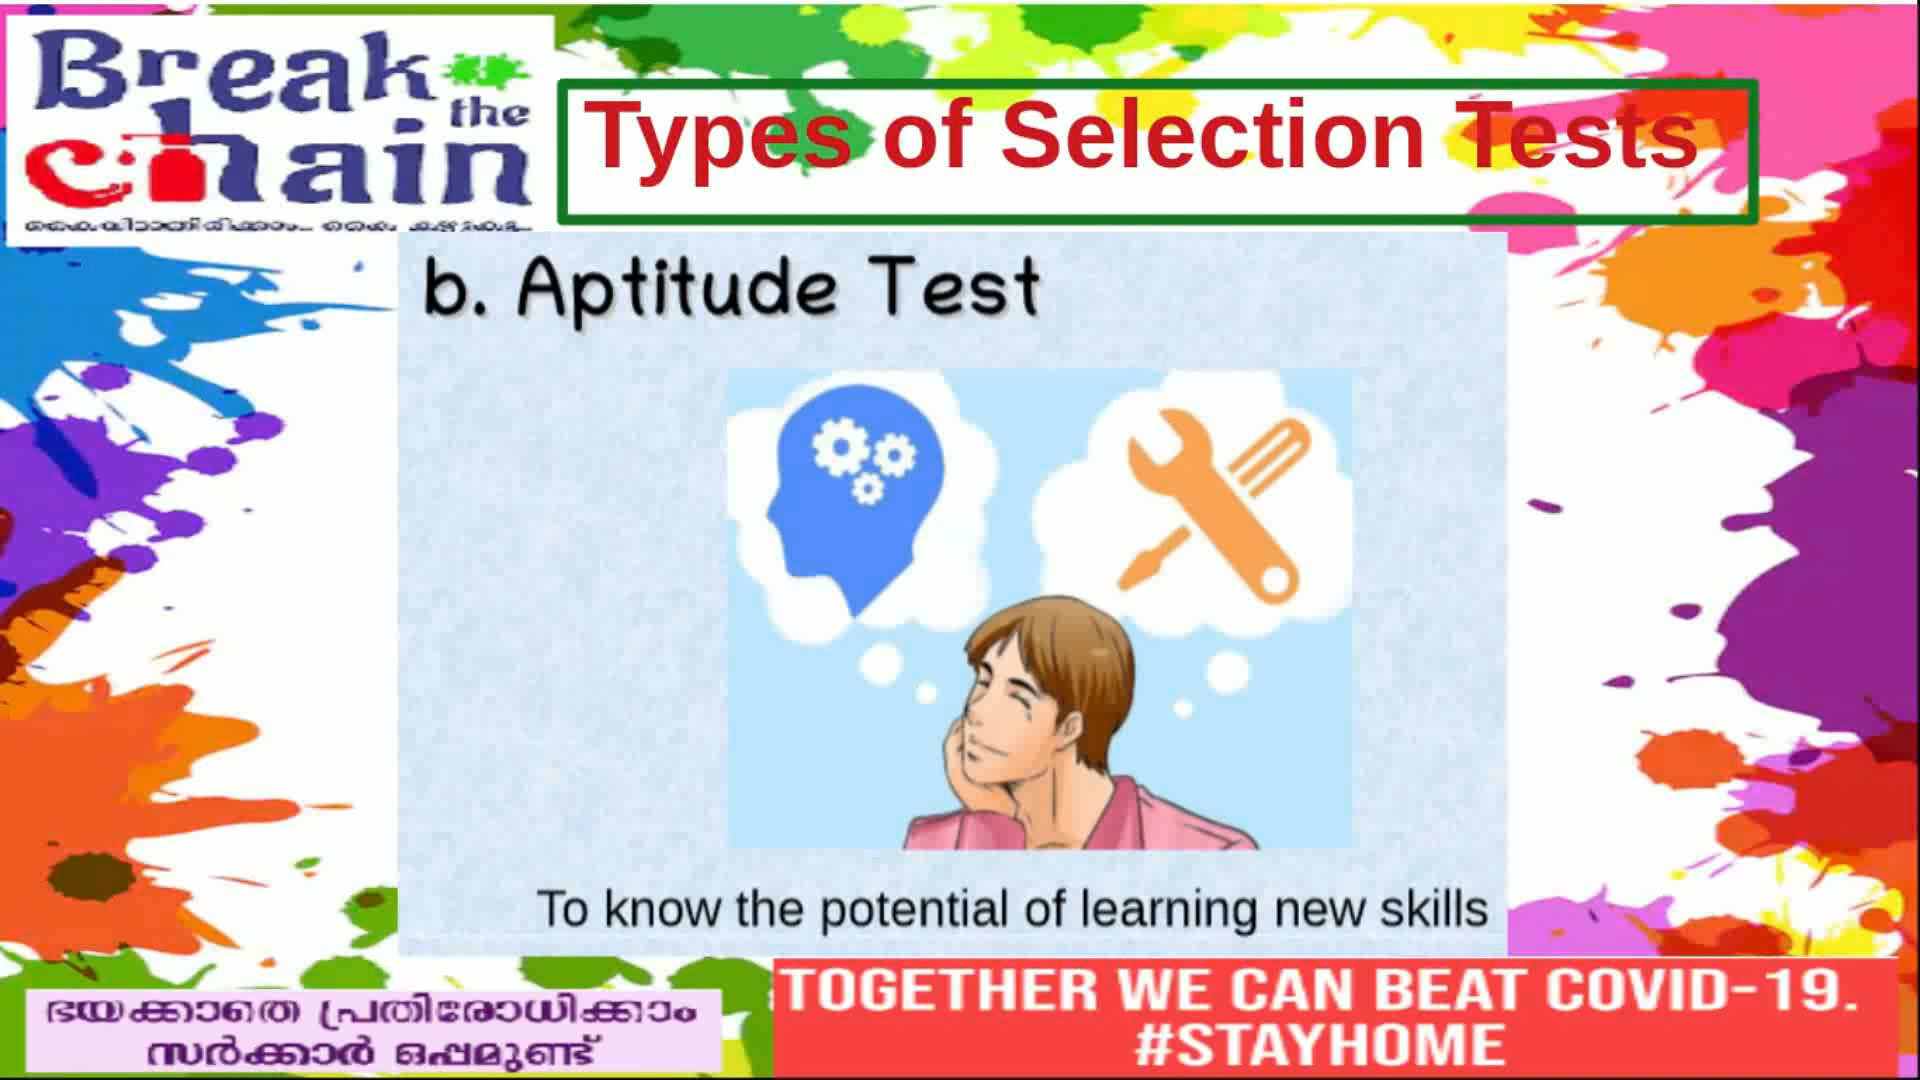 Break
the
chain
Types of Selection Tests
b. Aptitude Test
To know the potential of learning new skills
ഭയക്കാതെ പ്രതിരോധിക്കാം
സർക്കാർ ഒപ്പമുണ്ട്
TOGETHER WE CAN BEAT COVID-19.
#STAYHOME